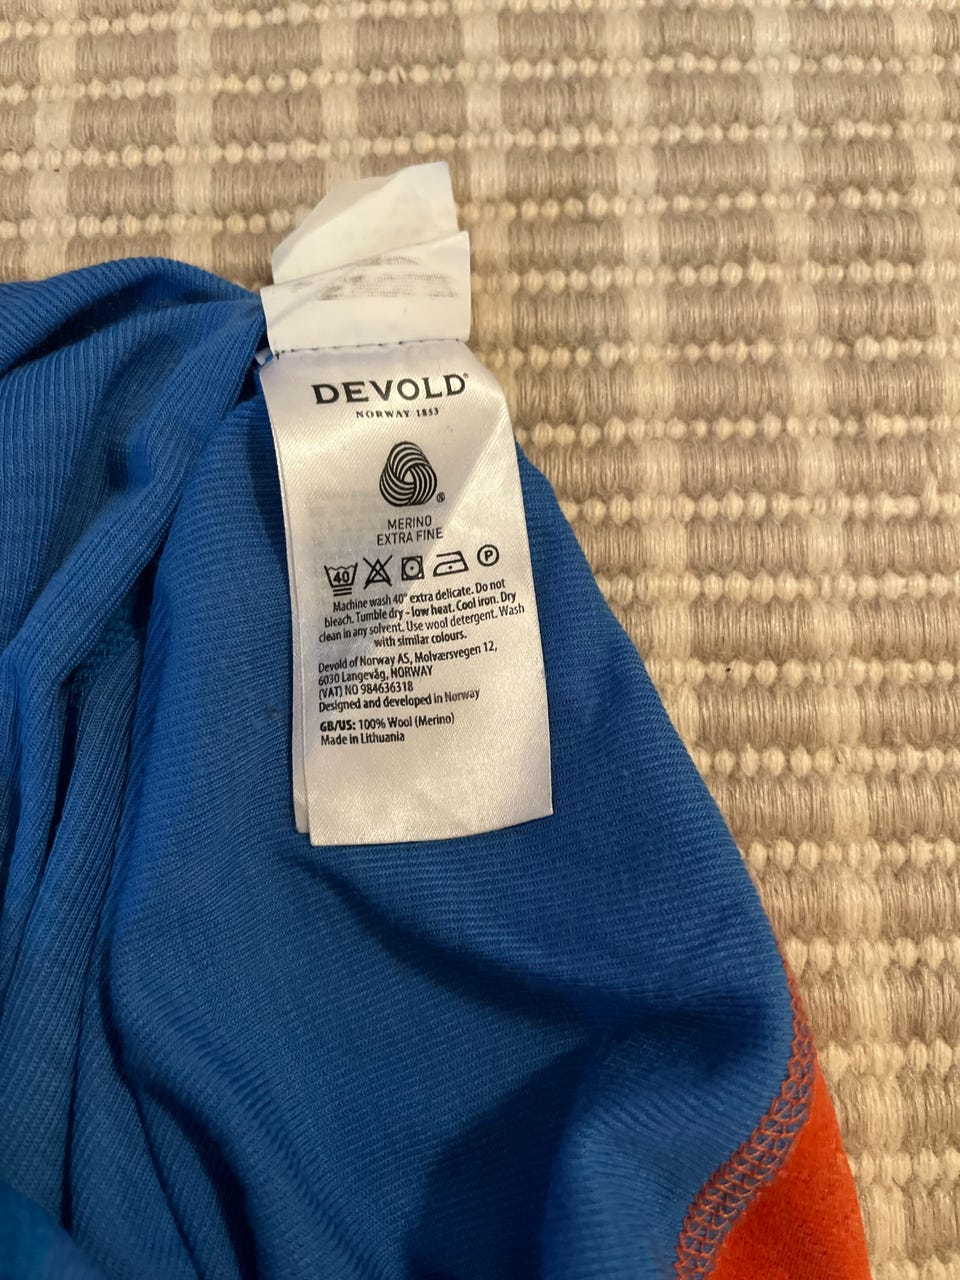 DEVOLD®
NORWAY 1853
®
MERINO
EXTRA FINE
40
P
Machine wash 40° extra delicate. Do not
bleach. Tumble dry - low heat. Cool iron. Dry
clean in any solvent. Use wool detergent. Wash
with similar colours.
Devold of Norway AS, Molværsvegen 12,
6030 Langevåg, NORWAY
(VAT) NO 984636318
Designed and developed in Norway
GB/US: 100% Wool (Merino)
Made in Lithuania